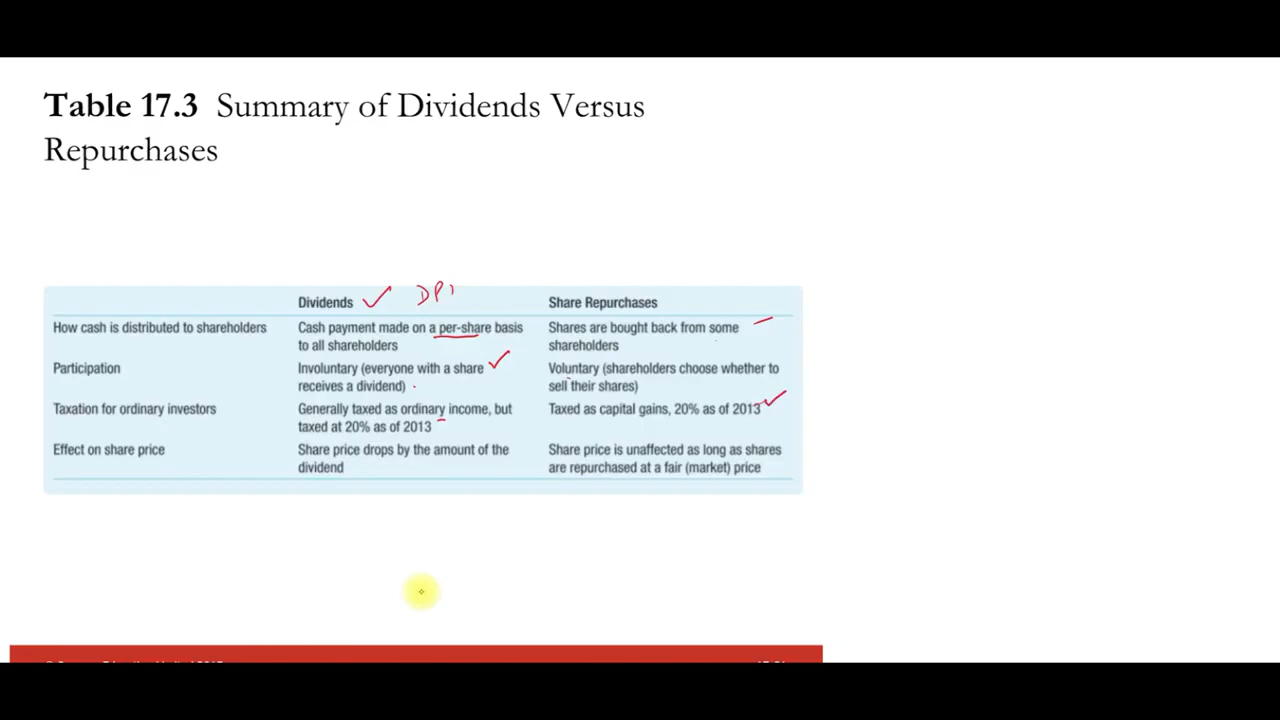 Table 17.3 Summary of Dividends Versus
Repurchases
DPS
Dividends
Share Repurchases
How cash is distributed to shareholders
Cash payment made on a per-share basis
to all shareholders
Shares are bought back from some
shareholders
Participation
Involuntary (everyone with a share
receives a dividend)
Voluntary (shareholders choose whether to
sell their shares)
Taxation for ordinary investors
Generally taxed as ordinary income, but
taxed at 20% as of 2013
Taxed as capital gains, 20% as of 2013
Effect on share price
Share price drops by the amount of the
dividend
Share price is unaffected as long as shares
are repurchased at a fair (market) price